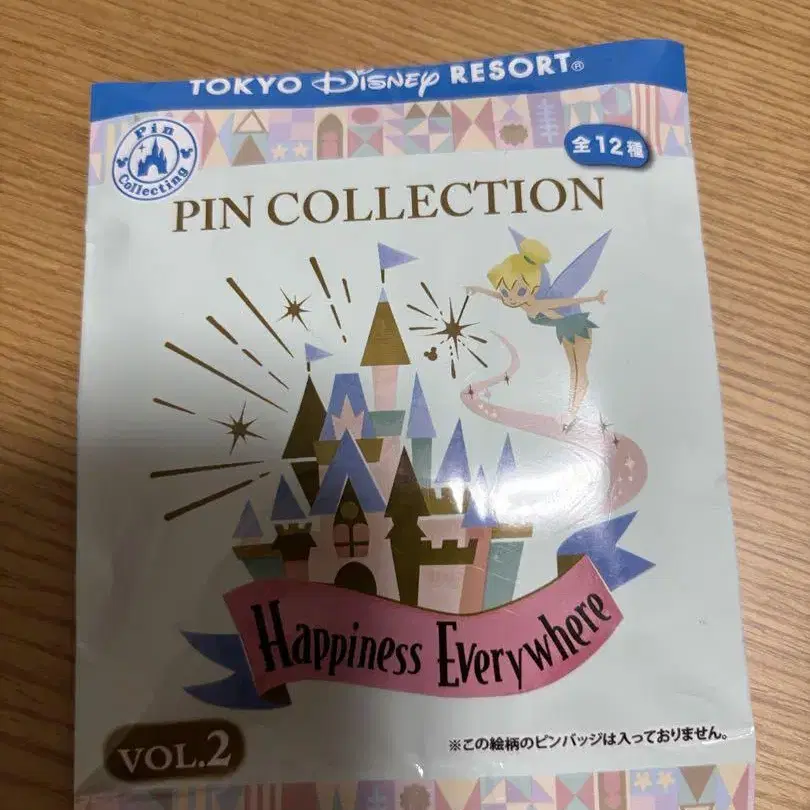 TOKYO Disney RESORT®
Pin Collecting
全12種
PIN COLLECTION
Happiness Everywhere
VOL.2
※この絵柄のピンバッジは入っておりません。